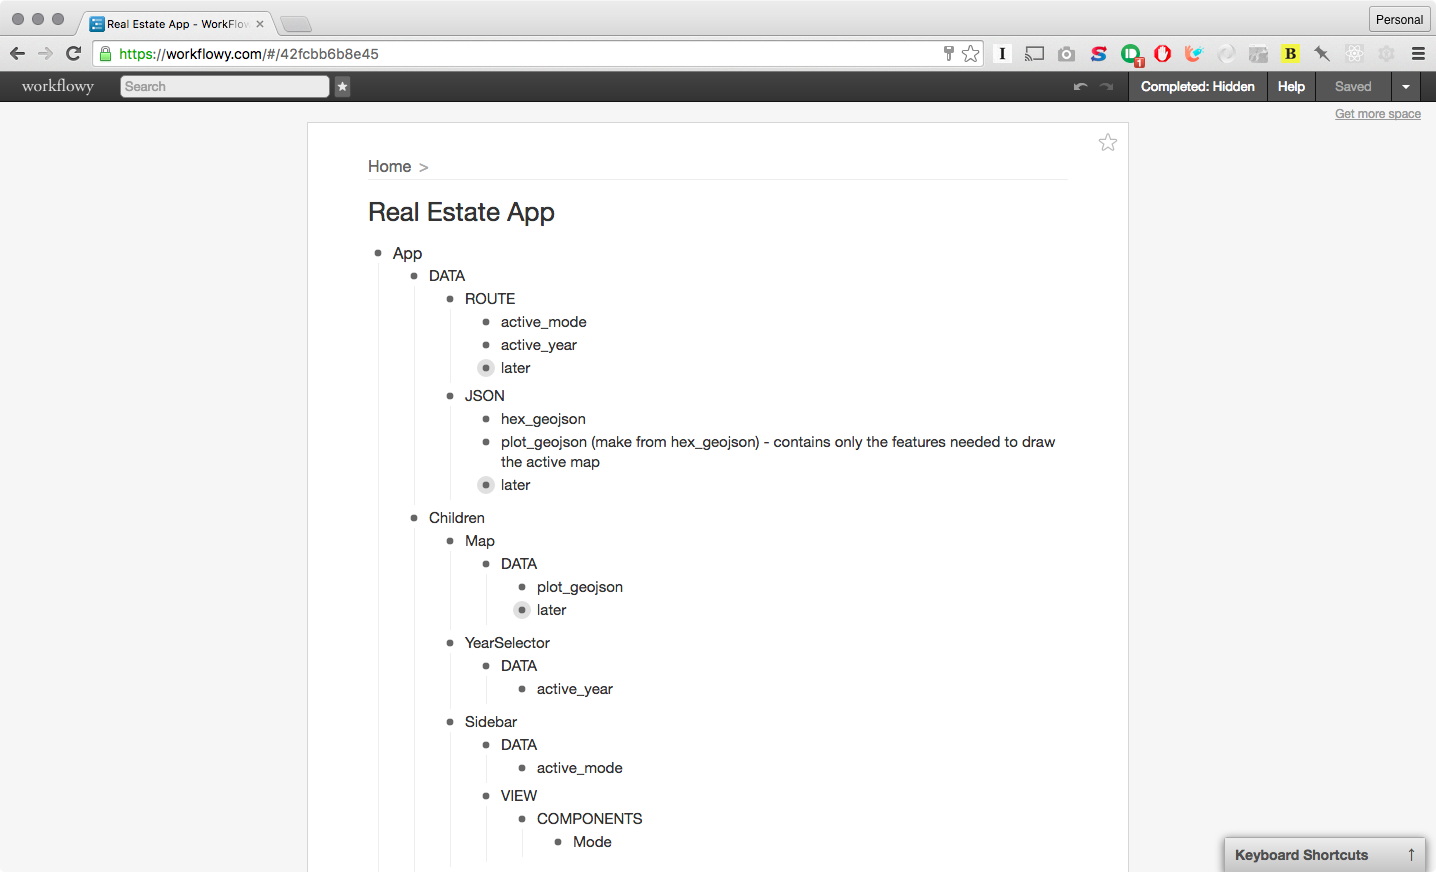 Real Estate App - WorkFlow
Personal
https://workflowy.com/#/42fcbb6b8e45
I
S
1
B
workflowy
Search
Completed: Hidden
Help
Saved
Get more space
Home >
Real Estate App
App
DATA
ROUTE
active_mode
active_year
later
JSON
hex_geojson
plot_geojson (make from hex_geojson) - contains only the features needed to draw
the active map
later
Children
Map
DATA
plot_geojson
later
YearSelector
DATA
active_year
Sidebar
DATA
active_mode
VIEW
COMPONENTS
Mode
Keyboard Shortcuts ↑